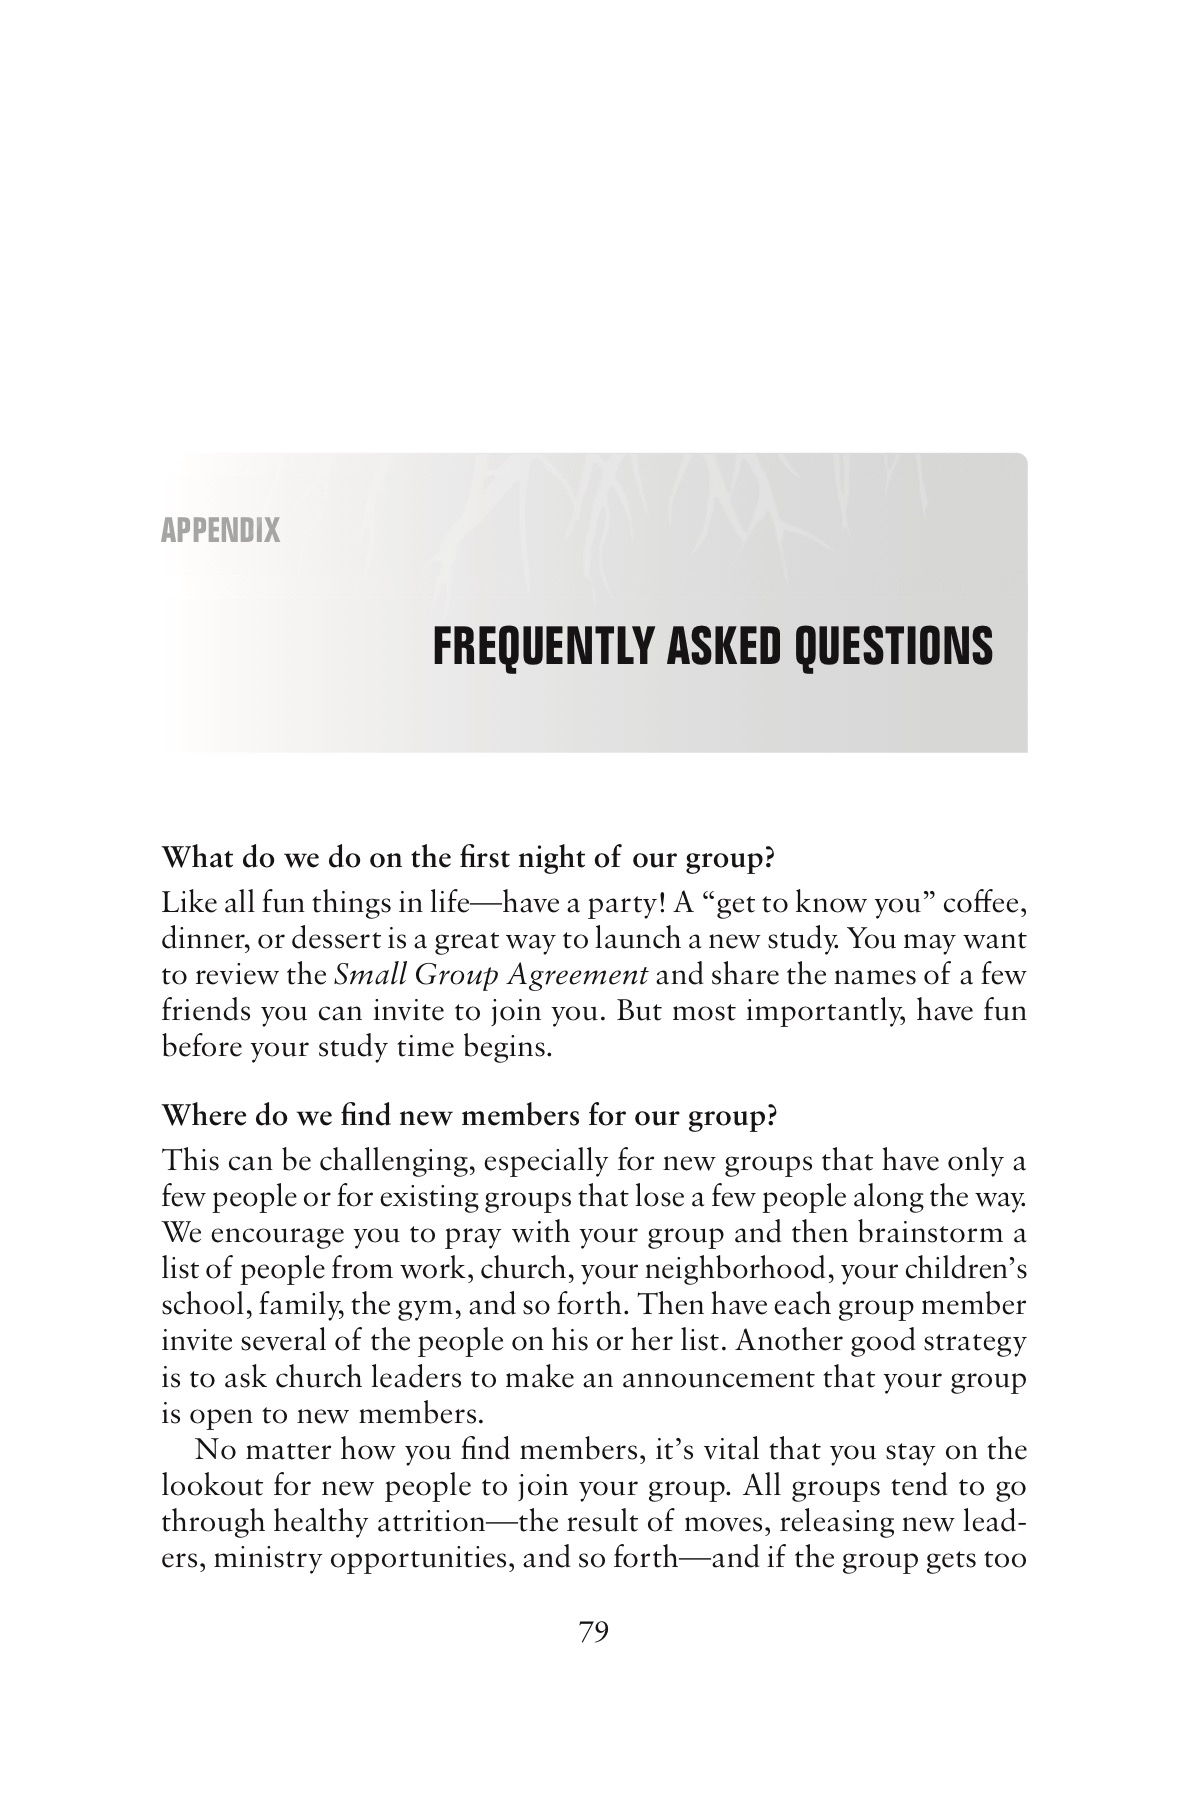 APPENDIX
FREQUENTLY ASKED QUESTIONS
What do we do on the first night of our group?
Like all fun things in life—have a party! A “get to know you” coffee,
dinner, or dessert is a great way to launch a new study. You may want
to review the Small Group Agreement and share the names of a few
friends you can invite to join you. But most importantly, have fun
before your study time begins.
Where do we find new members for our group?
This can be challenging, especially for new groups that have only a
few people or for existing groups that lose a few people along the way.
We encourage you to pray with your group and then brainstorm a
list of people from work, church, your neighborhood, your children’s
school, family, the gym, and so forth. Then have each group member
invite several of the people on his or her list. Another good strategy
is to ask church leaders to make an announcement that your group
is open to new members.
No matter how you find members, it’s vital that you stay on the
lookout for new people to join your group. All groups tend to go
through healthy attrition—the result of moves, releasing new lead-
ers, ministry opportunities, and so forth—and if the group gets too
79